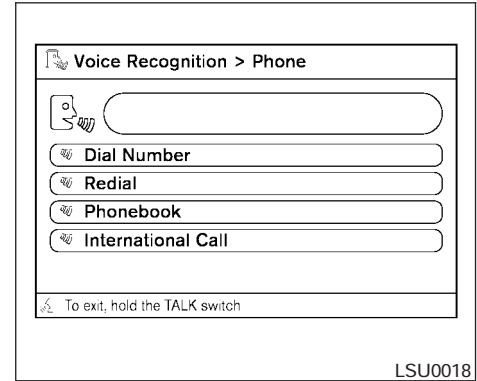 Voice Recognition > Phone
Dial Number
Redial
Phonebook
International Call
To exit, hold the TALK switch
LSU0018